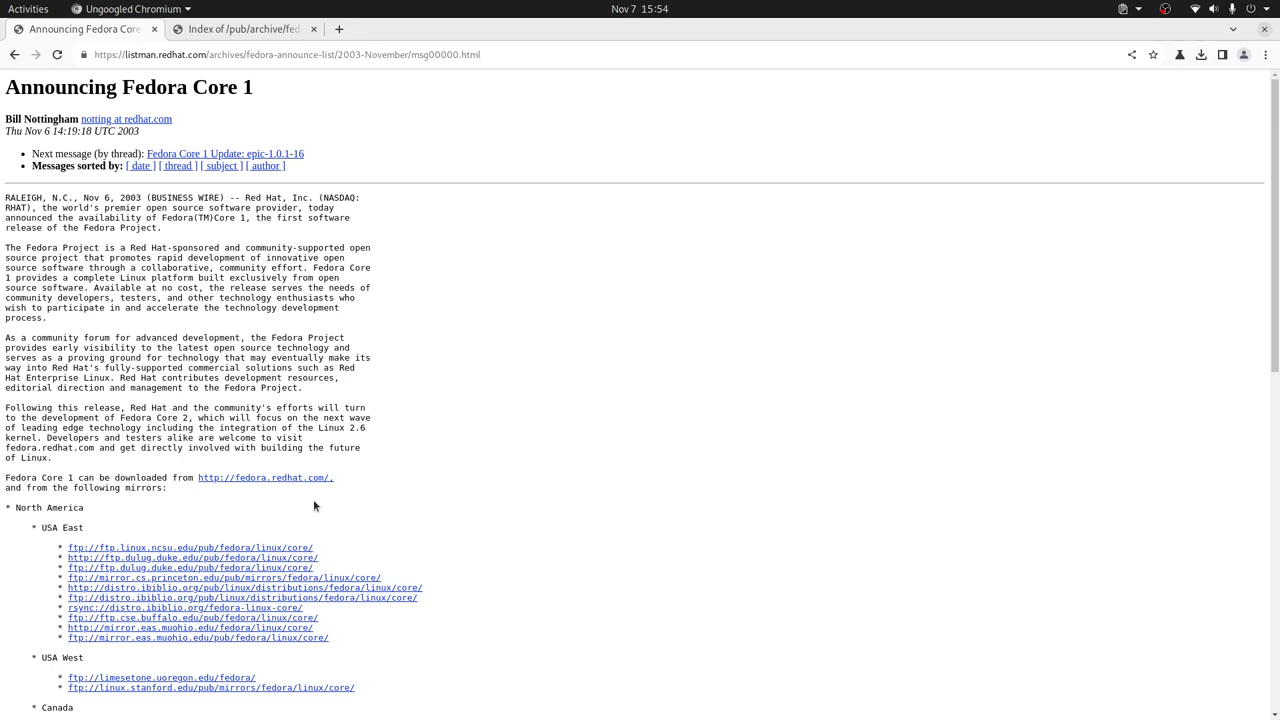 Activities
Ungoogled Chromium
Nov 7 15:54
Announcing Fedora Core
Index of /pub/archive/fed
https://listman.redhat.com/archives/fedora-announce-list/2003-November/msg00000.html
Announcing Fedora Core 1
Bill Nottingham notting at redhat.com
Thu Nov 6 14:19:18 UTC 2003
• Next message (by thread): Fedora Core 1 Update: epic-1.0.1-16
• Messages sorted by: [ date ] [ thread ] [ subject ] [ author ]
RALEIGH, N.C., Nov 6, 2003 (BUSINESS WIRE) -- Red Hat, Inc. (NASDAQ:
RHAT), the world's premier open source software provider, today
announced the availability of Fedora(TM)Core 1, the first software
release of the Fedora Project.
The Fedora Project is a Red Hat-sponsored and community-supported open
source project that promotes rapid development of innovative open
source software through a collaborative, community effort. Fedora Core
1 provides a complete Linux platform built exclusively from open
source software. Available at no cost, the release serves the needs of
community developers, testers, and other technology enthusiasts who
wish to participate in and accelerate the technology development
process.
As a community forum for advanced development, the Fedora Project
provides early visibility to the latest open source technology and
serves as a proving ground for technology that may eventually make its
way into Red Hat's fully-supported commercial solutions such as Red
Hat Enterprise Linux. Red Hat contributes development resources,
editorial direction and management to the Fedora Project.
Following this release, Red Hat and the community's efforts will turn
to the development of Fedora Core 2, which will focus on the next wave
of leading edge technology including the integration of the Linux 2.6
kernel. Developers and testers alike are welcome to visit
fedora.redhat.com and get directly involved with building the future
of Linux.
Fedora Core 1 can be downloaded from http://fedora.redhat.com/,
and from the following mirrors:
* North America
* USA East
* ftp://ftp.linux.ncsu.edu/pub/fedora/linux/core/
* http://ftp.dulug.duke.edu/pub/fedora/linux/core/
* ftp://ftp.dulug.duke.edu/pub/fedora/linux/core/
* ftp://mirror.cs.princeton.edu/pub/mirrors/fedora/linux/core/
* http://distro.ibiblio.org/pub/linux/distributions/fedora/linux/core/
* ftp://distro.ibiblio.org/pub/linux/distributions/fedora/linux/core/
* rsync://distro.ibiblio.org/fedora-linux-core/
* ftp://ftp.cse.buffalo.edu/pub/fedora/linux/core/
* http://mirror.eas.muohio.edu/fedora/linux/core/
* ftp://mirror.eas.muohio.edu/pub/fedora/linux/core/
* USA West
* ftp://limesetone.uoregon.edu/fedora/
* ftp://linux.stanford.edu/pub/mirrors/fedora/linux/core/
* Canada